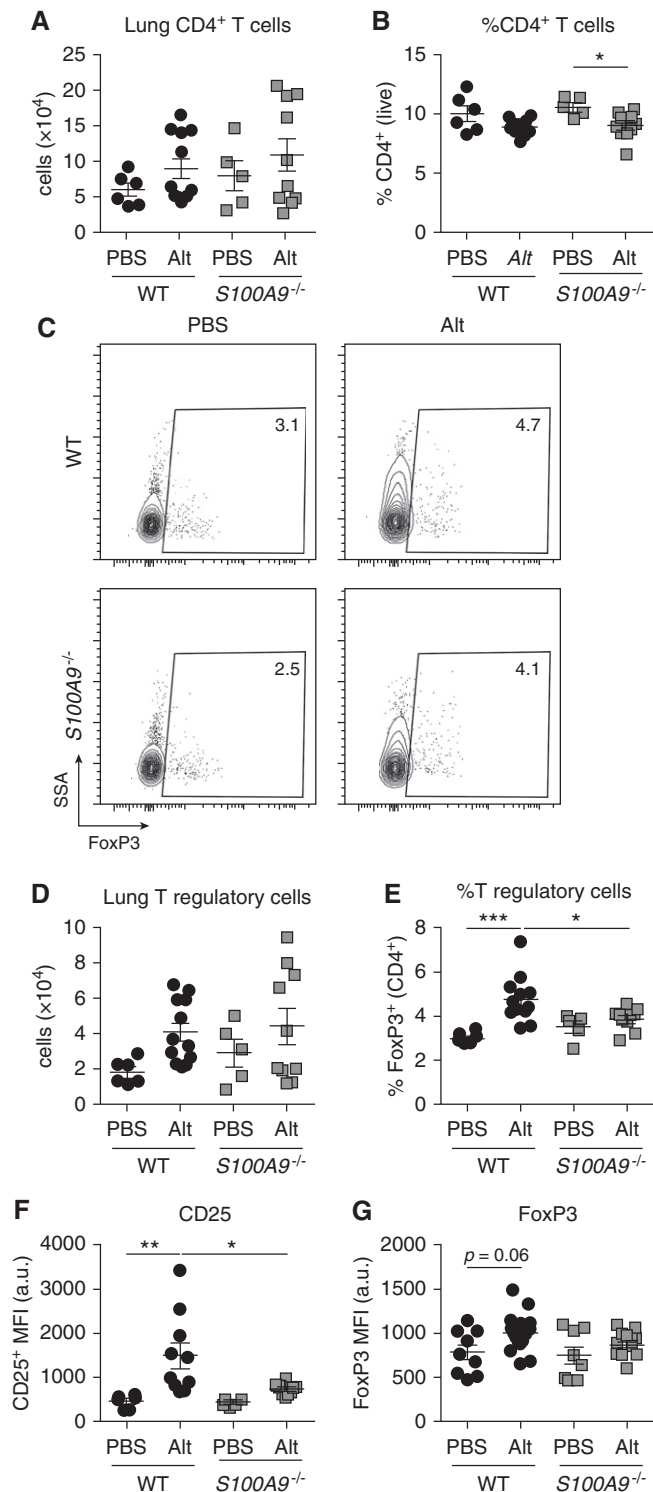 A
Lung CD4+ T cells
cells (×10⁴)
25
20
15
10
5
0
PBS
Alt
PBS
Alt
WT
S100A9-/-
B
%CD4+ T cells
% CD4+ (live)
15
10
5
0
*
PBS
Alt
PBS
Alt
WT
S100A9-/-
C
PBS
Alt
WT
3.1
4.7
S100A9-/-
2.5
4.1
SSA
FoxP3
D
Lung T regulatory cells
cells (×10⁴)
10
8
6
4
2
0
PBS
Alt
PBS
Alt
WT
S100A9-/-
E
%T regulatory cells
% FoxP3+ (CD4+)
8
6
4
2
0
***
*
PBS
Alt
PBS
Alt
WT
S100A9-/-
F
CD25
CD25+ MFI (a.u.)
4000
3000
2000
1000
0
**
*
PBS
Alt
PBS
Alt
WT
S100A9-/-
G
FoxP3
FoxP3 MFI (a.u.)
2000
1500
1000
500
0
p = 0.06
PBS
Alt
PBS
Alt
WT
S100A9-/-